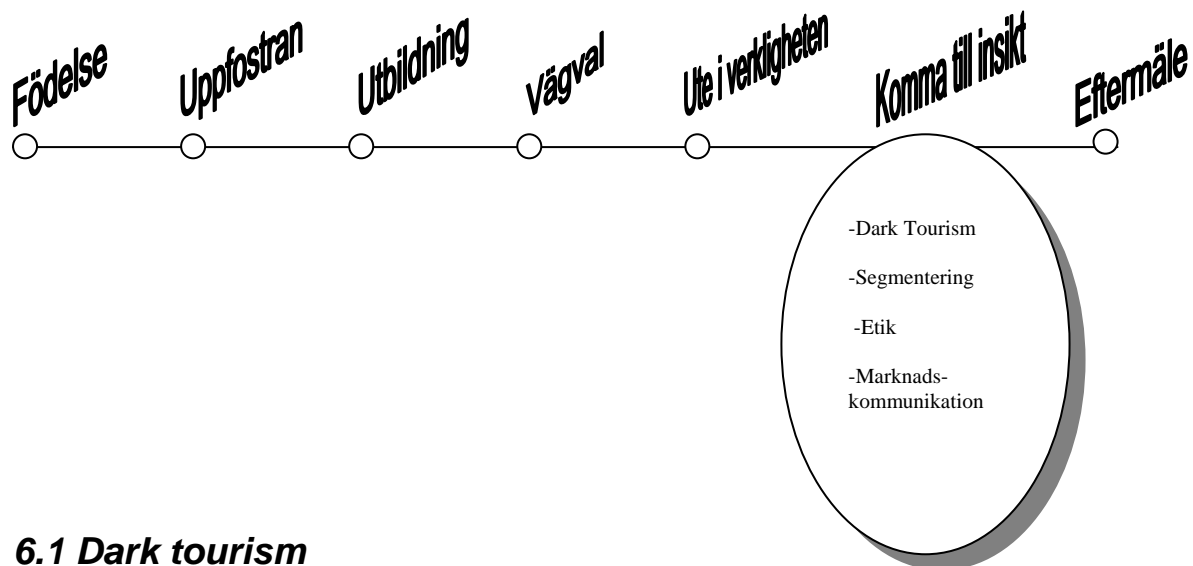 Födelse
Uppfostran
Utbildning
Vägval
Ute i verkligheten
Komma till insikt
Eftermäle
-Dark Tourism
-Segmentering
-Etik
-Marknads-
kommunikation
6.1 Dark tourism